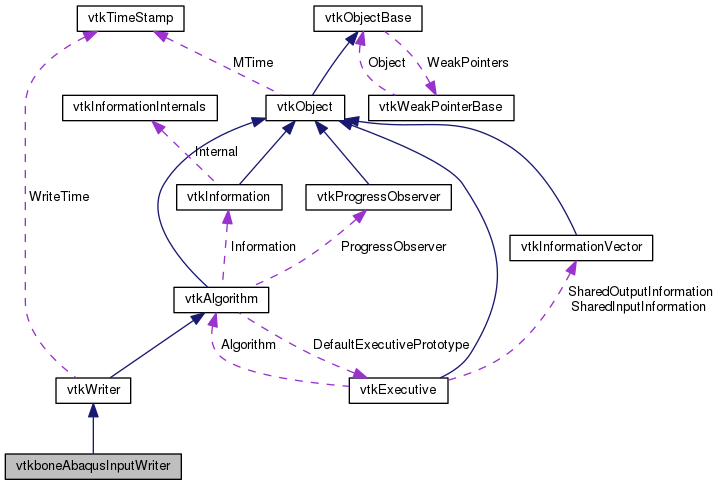 vtkTimeStamp
vtkObjectBase
MTime
Object
WeakPointers
vtkInformationInternals
vtkObject
vtkWeakPointerBase
Internal
WriteTime
vtkInformation
vtkProgressObserver
Information
ProgressObserver
vtkInformationVector
vtkAlgorithm
SharedOutputInformation
SharedInputInformation
Algorithm
DefaultExecutivePrototype
vtkWriter
vtkExecutive
vtkboneAbaqusInputWriter